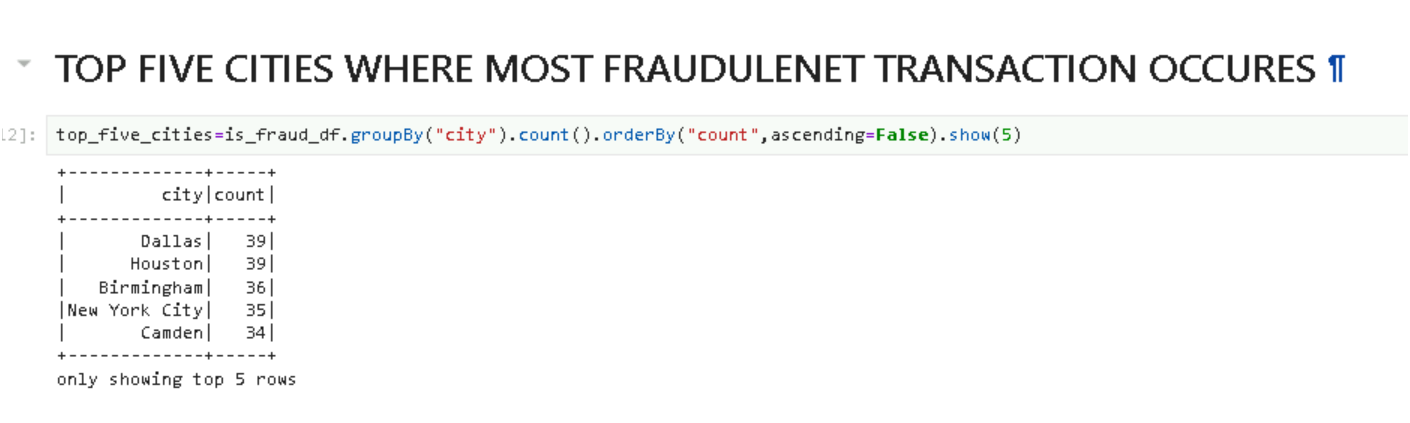 TOP FIVE CITIES WHERE MOST FRAUDULENET TRANSACTION OCCURES ¶
12]: top_five_cities=is_fraud_df.groupBy("city").count().orderBy("count",ascending=False).show(5)
+-------------+-----+
|         city|count|
+-------------+-----+
|       Dallas|   39|
|      Houston|   39|
|   Birmingham|   36|
|New York City|   35|
|       Camden|   34|
+-------------+-----+
only showing top 5 rows